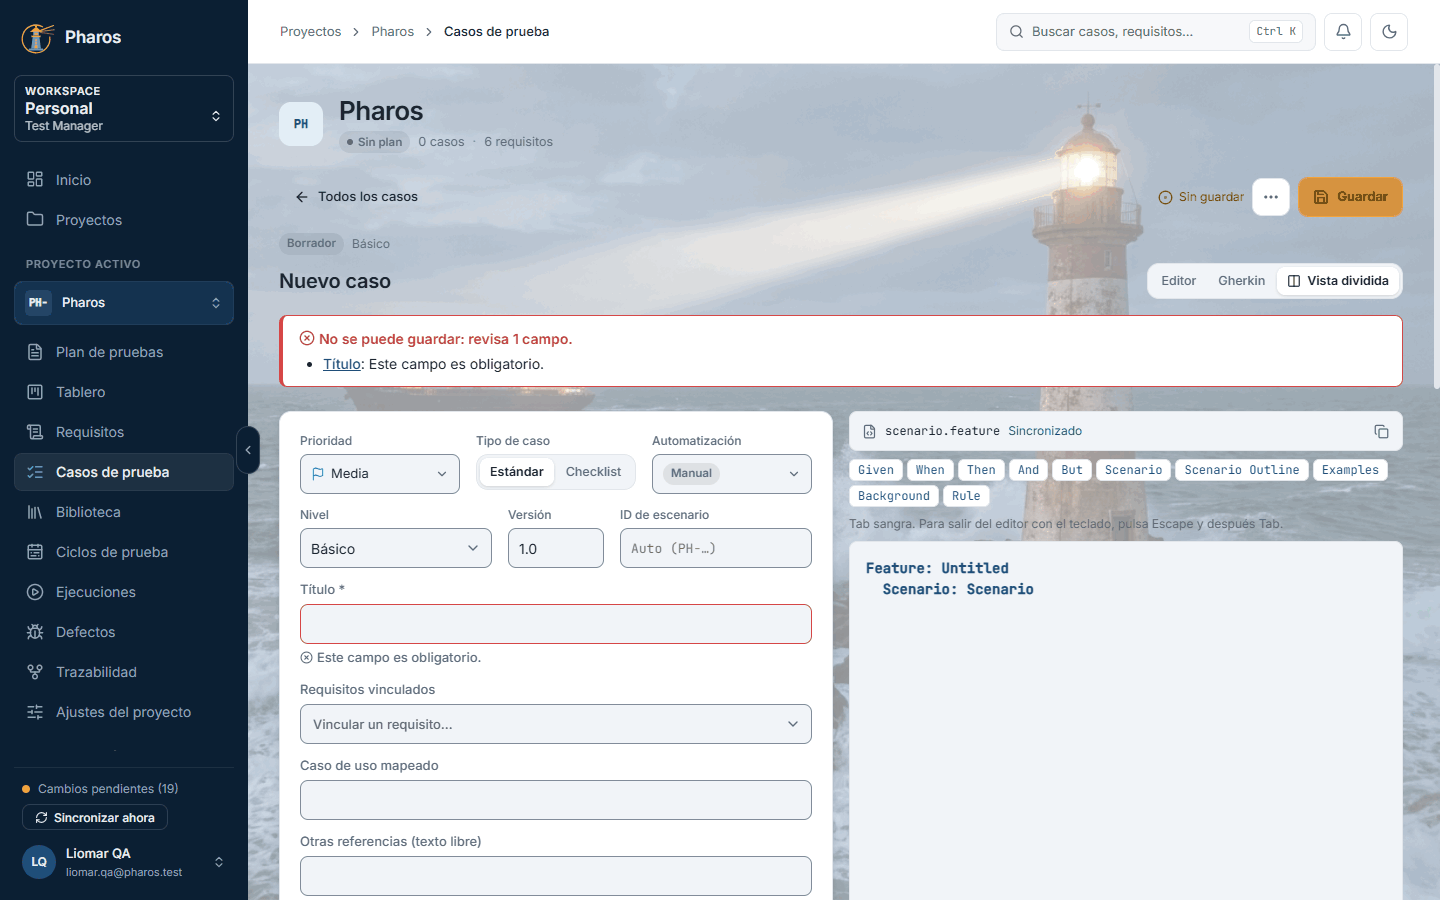 Pharos
Proyectos > Pharos > Casos de prueba
Buscar casos, requisitos...
Ctrl K
WORKSPACE
Personal
Test Manager
Inicio
Proyectos
PROYECTO ACTIVO
PH-
Pharos
Plan de pruebas
Tablero
Requisitos
Casos de prueba
Biblioteca
Ciclos de prueba
Ejecuciones
Defectos
Trazabilidad
Ajustes del proyecto
Cambios pendientes (19)
Sincronizar ahora
LQ
Liomar QA
liomar.qa@pharos.test
PH
Pharos
Sin plan
0 casos · 6 requisitos
Todos los casos
Sin guardar
Guardar
Borrador
Básico
Nuevo caso
Editor
Gherkin
Vista dividida
No se puede guardar: revisa 1 campo.
• Título: Este campo es obligatorio.
Prioridad
Tipo de caso
Automatización
Media
Estándar
Checklist
Manual
Nivel
Versión
ID de escenario
Básico
1.0
Auto (PH-…)
Título *
Este campo es obligatorio.
Requisitos vinculados
Vincular un requisito...
Caso de uso mapeado
Otras referencias (texto libre)
scenario.feature
Sincronizado
Given
When
Then
And
But
Scenario
Scenario Outline
Examples
Background
Rule
Tab sangra. Para salir del editor con el teclado, pulsa Escape y después Tab.
Feature: Untitled
Scenario: Scenario